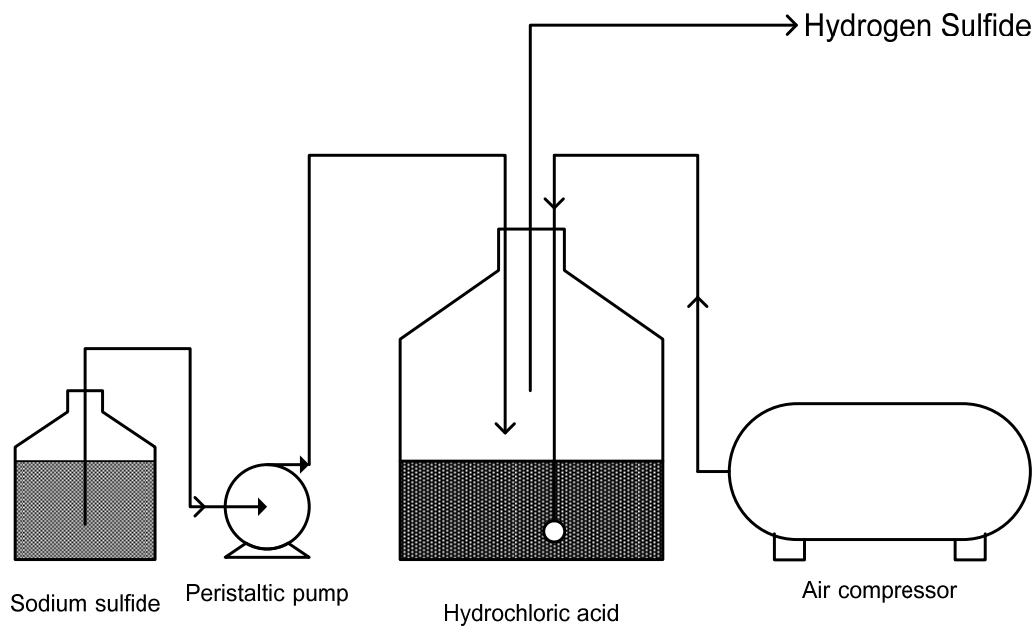 Hydrogen Sulfide
Sodium sulfide
Peristaltic pump
Hydrochloric acid
Air compressor